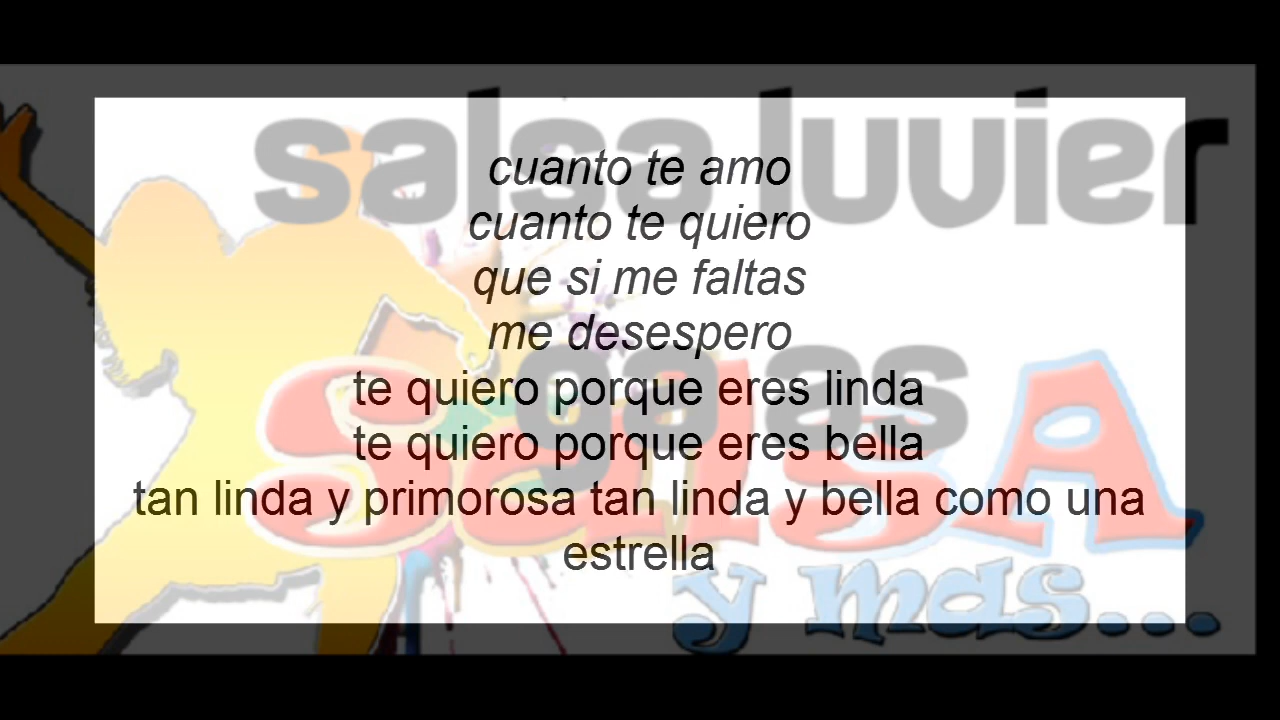 salsa luvier
cuanto te amo
cuanto te quiero
que si me faltas
me desespero
te quiero porque eres linda
te quiero porque eres bella
tan linda y primorosa tan linda y bella como una
estrella
SalsA
y mas...